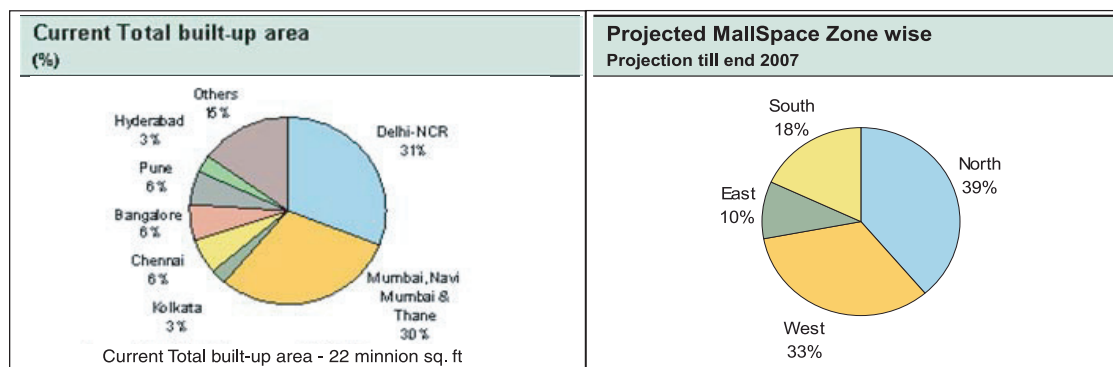 Current Total built-up area
(%)
Others
15%
Delhi-NCR
31%
Hyderabad
3%
Pune
6%
Bangalore
6%
Chennai
6%
Kolkata
3%
Mumbai, Navi
Mumbai &
Thane
30%
Current Total built-up area - 22 minnion sq. ft
Projected MallSpace Zone wise
Projection till end 2007
South
18%
North
39%
East
10%
West
33%